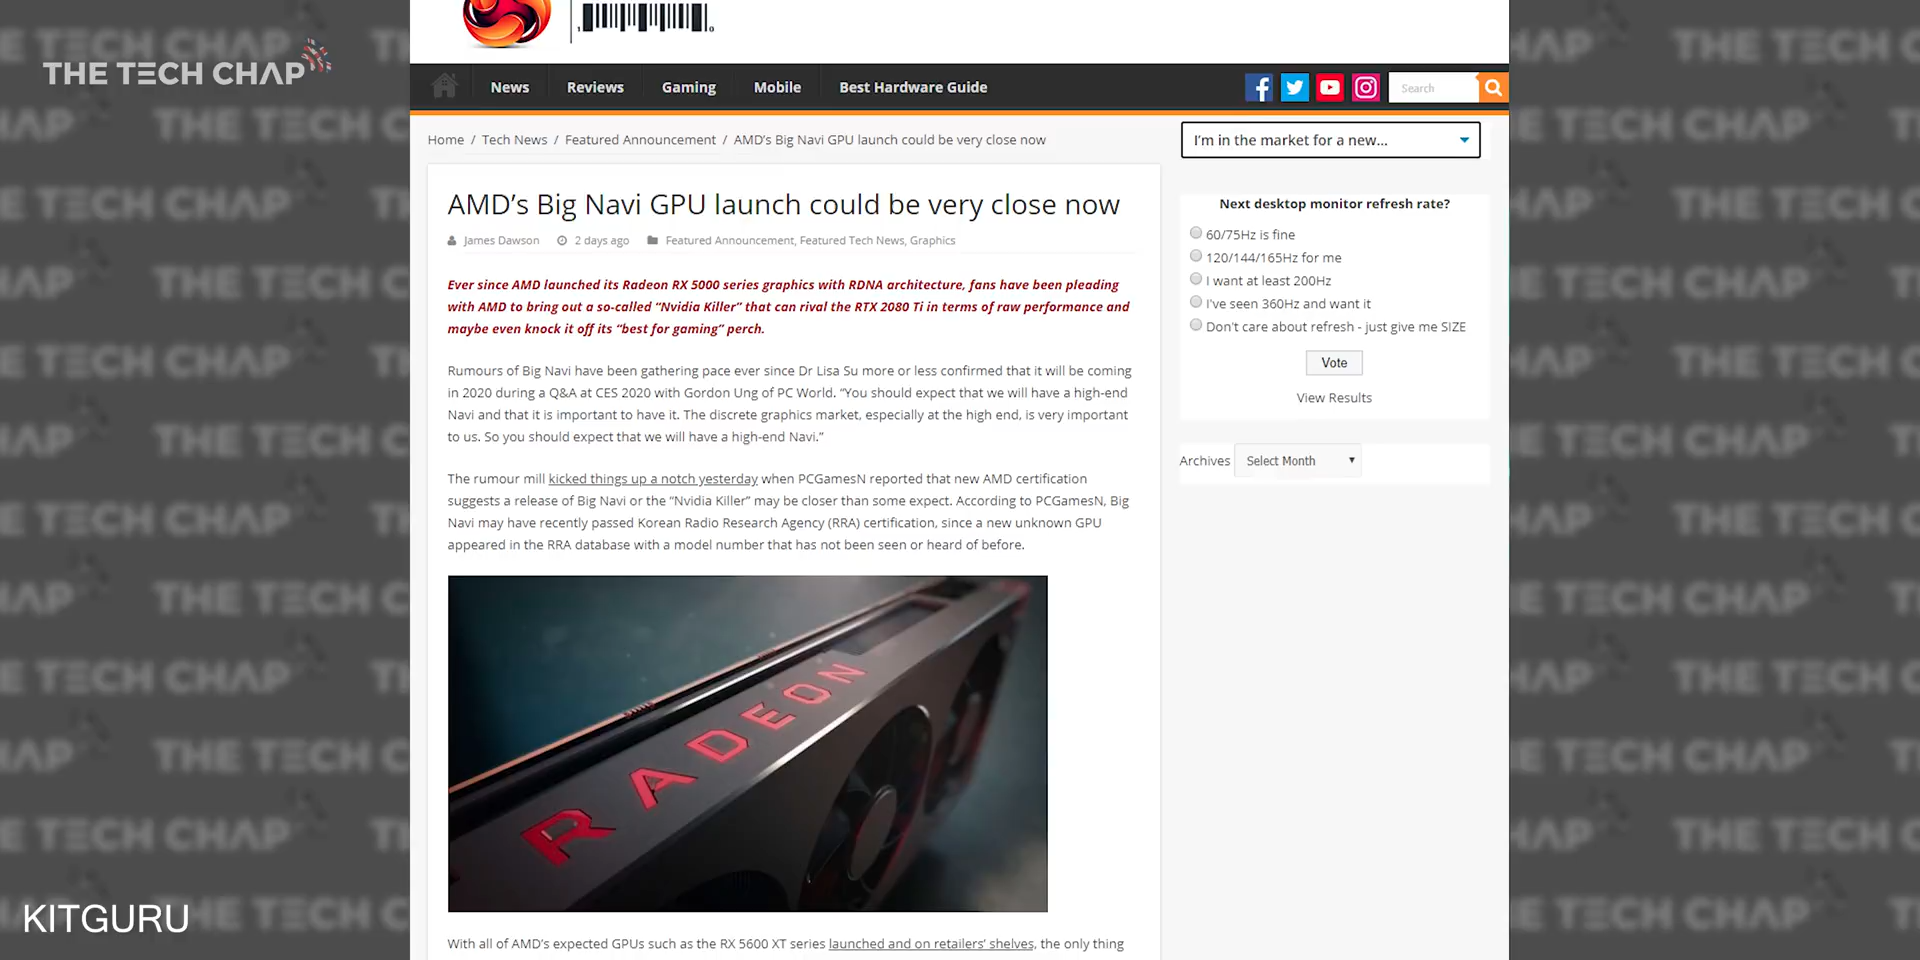 THE TECH CHAP
News
Reviews
Gaming
Mobile
Best Hardware Guide
Search
Home / Tech News / Featured Announcement / AMD's Big Navi GPU launch could be very close now
I'm in the market for a new...
AMD's Big Navi GPU launch could be very close now
James Dawson
2 days ago
Featured Announcement, Featured Tech News, Graphics
Ever since AMD launched its Radeon RX 5000 series graphics with RDNA architecture, fans have been pleading
with AMD to bring out a so-called “Nvidia Killer” that can rival the RTX 2080 Ti in terms of raw performance and
maybe even knock it off its “best for gaming” perch.
Rumours of Big Navi have been gathering pace ever since Dr Lisa Su more or less confirmed that it will be coming
in 2020 during a Q&A at CES 2020 with Gordon Ung of PC World. “You should expect that we will have a high-end
Navi and that it is important to have it. The discrete graphics market, especially at the high end, is very important
to us. So you should expect that we will have a high-end Navi.”
The rumour mill kicked things up a notch yesterday when PCGamesN reported that new AMD certification
suggests a release of Big Navi or the “Nvidia Killer” may be closer than some expect. According to PCGamesN, Big
Navi may have recently passed Korean Radio Research Agency (RRA) certification, since a new unknown GPU
appeared in the RRA database with a model number that has not been seen or heard of before.
RADEON
With all of AMD's expected GPUs such as the RX 5600 XT series launched and on retailers' shelves, the only thing
Next desktop monitor refresh rate?
60/75Hz is fine
120/144/165Hz for me
I want at least 200Hz
I've seen 360Hz and want it
Don't care about refresh - just give me SIZE
Vote
View Results
Archives
Select Month
KITGURU